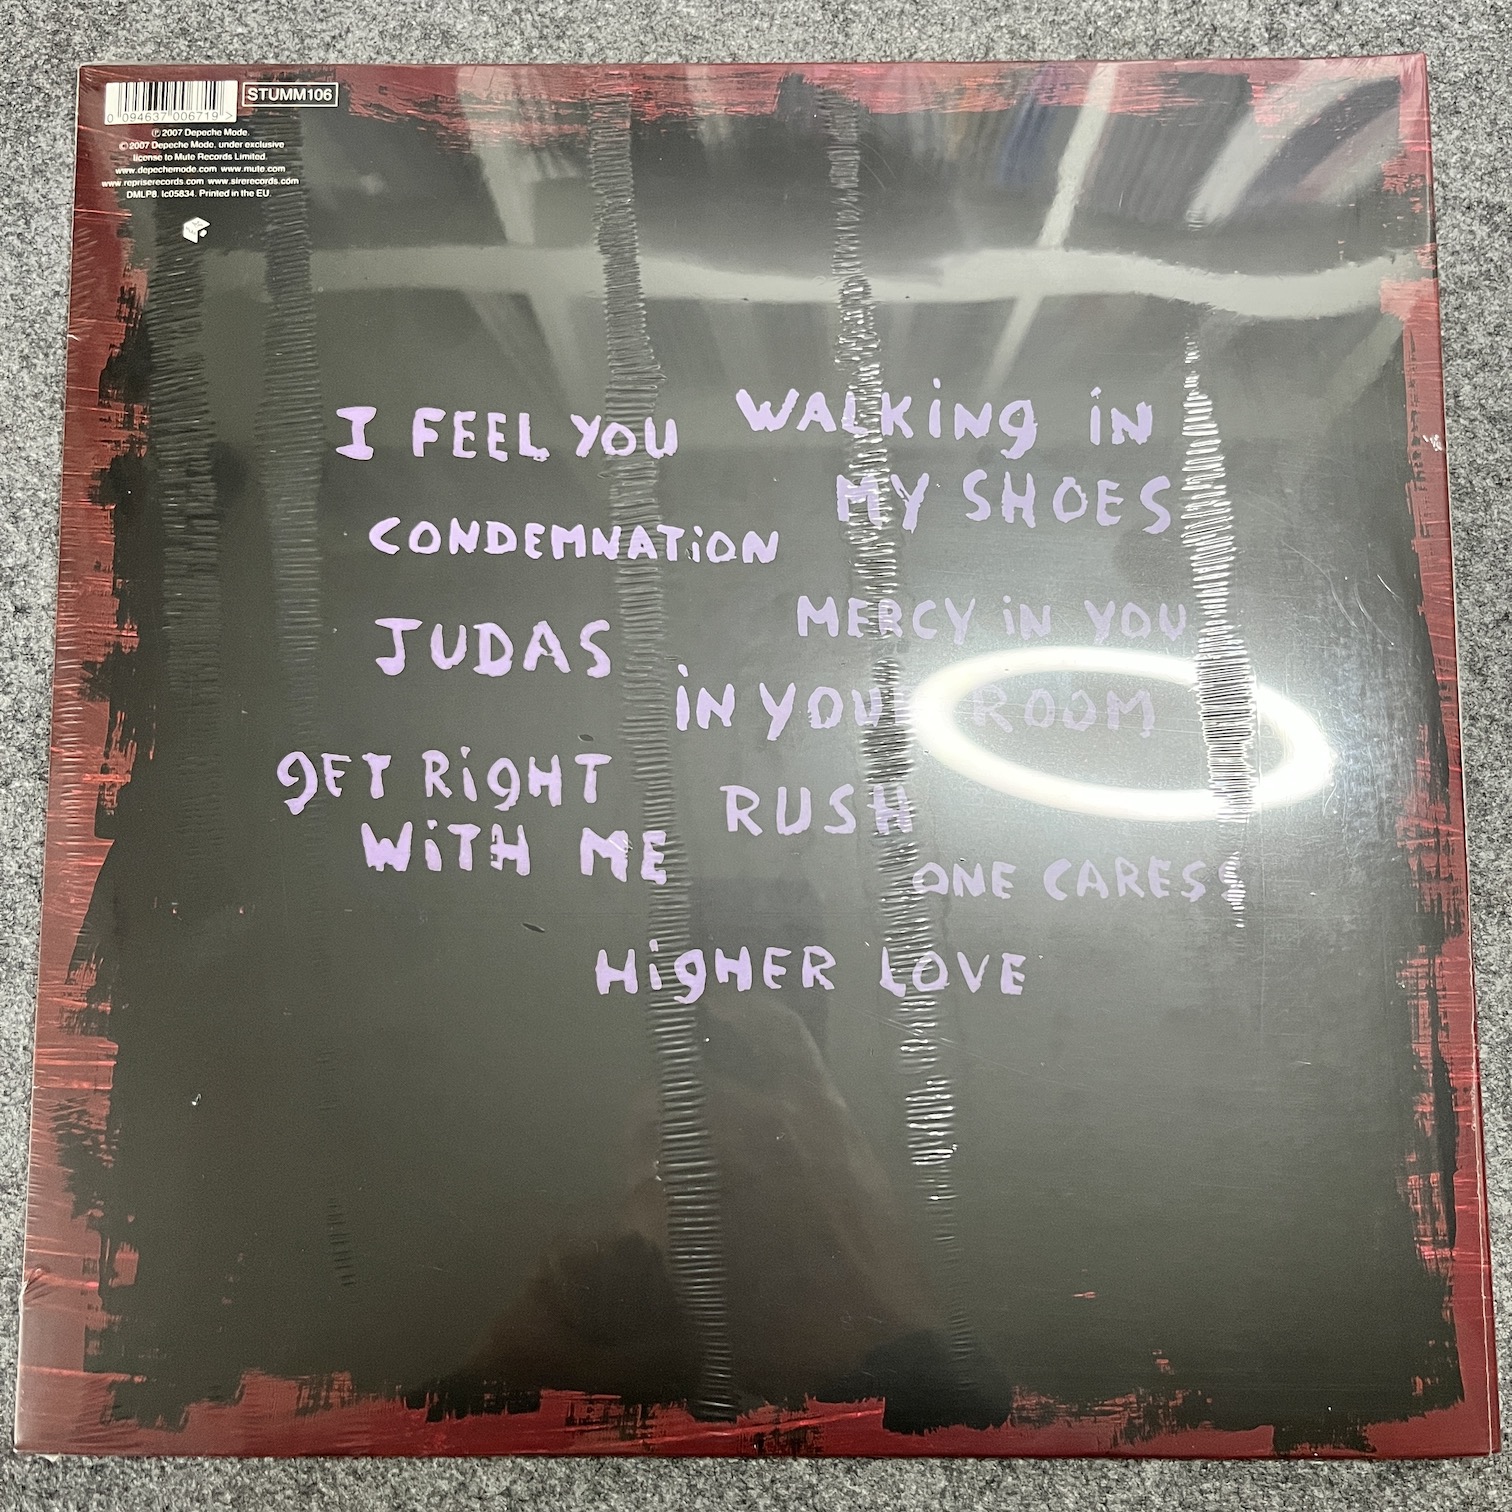 0 094637 006719 >
STUMM106
℗ 2007 Depeche Mode.
© 2007 Depeche Mode, under exclusive
license to Mute Records Limited.
www.depechemode.com www.mute.com
www.repriserecords.com www.sirerecords.com
DMLP8. lc05834. Printed in the EU.
I FEEL YOU
WALKiNg iN
MY SHOES
CONDEMNATiON
MERCY iN YOU
JUDAS
iN YOUR ROOM
gET RigHT
WiTH ME
RUSH
ONE CARESS
HigHER LOVE